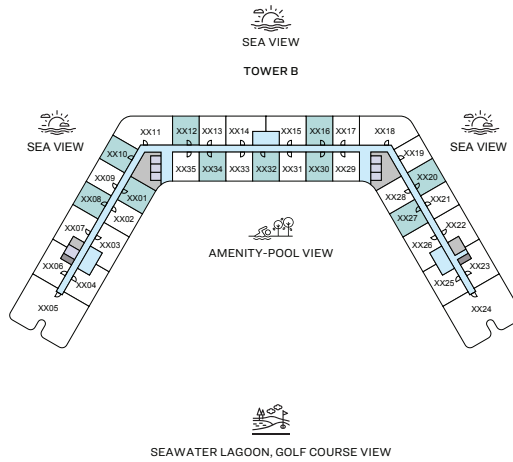 SEA VIEW
TOWER B
SEA VIEW
SEA VIEW
XX11
XX12
XX13
XX14
XX15
XX16
XX17
XX18
XX10
XX35
XX34
XX33
XX32
XX31
XX30
XX29
XX19
XX09
XX01
XX28
XX20
XX08
XX02
XX27
XX21
XX07
XX03
XX26
XX22
XX06
XX04
XX25
XX23
XX05
XX24
AMENITY-POOL VIEW
SEAWATER LAGOON, GOLF COURSE VIEW